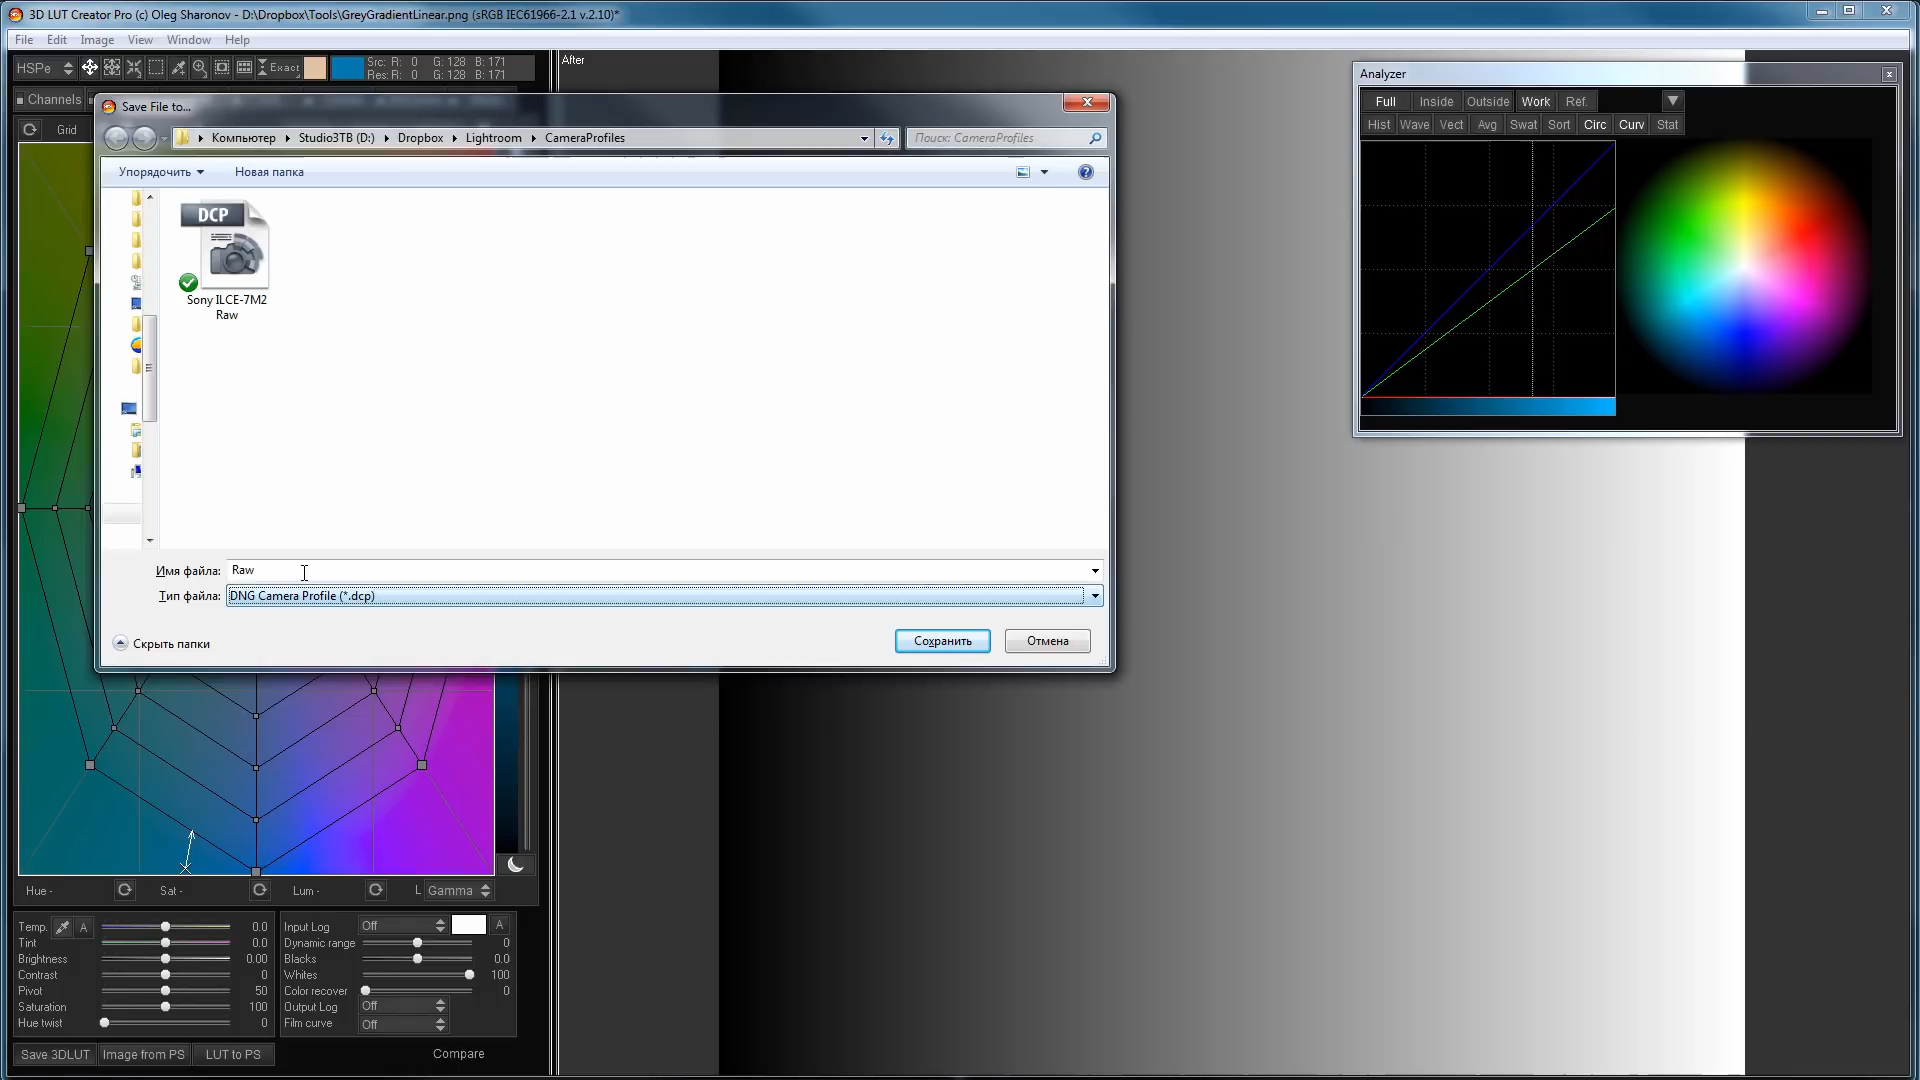 3D LUT Creator Pro (c) Oleg Sharonov - D:\Dropbox\Tools\GreyGradientLinear.png (sRGB IEC61966-2.1 v.2.10)*
File Edit Image View Window Help
HSPe Exact Src: R: 0 G: 128 B: 171
Res: R: 0 G: 128 B: 171
Channels
Grid
After
Save File to...
Компьютер Studio3TB (D:) Dropbox Lightroom CameraProfiles
Поиск: CameraProfiles
Упорядочить Новая папка
DCP
Sony ILCE-7M2
Raw
Имя файла: Raw
Тип файла: DNG Camera Profile (*.dcp)
Скрыть папки
Сохранить Отмена
Analyzer
Full Inside Outside Work Ref.
Hist Wave Vect Avg Swat Sort Circ Curv Stat
Hue - Sat - Lum - L Gamma
Temp. A 0.0
Tint 0.0
Brightness 0.00
Contrast 0
Pivot 50
Saturation 100
Hue twist 0
Input Log Off A
Dynamic range 0
Blacks 0.0
Whites 100
Color recover 0
Output Log Off
Film curve Off
Save 3DLUT Image from PS LUT to PS Compare